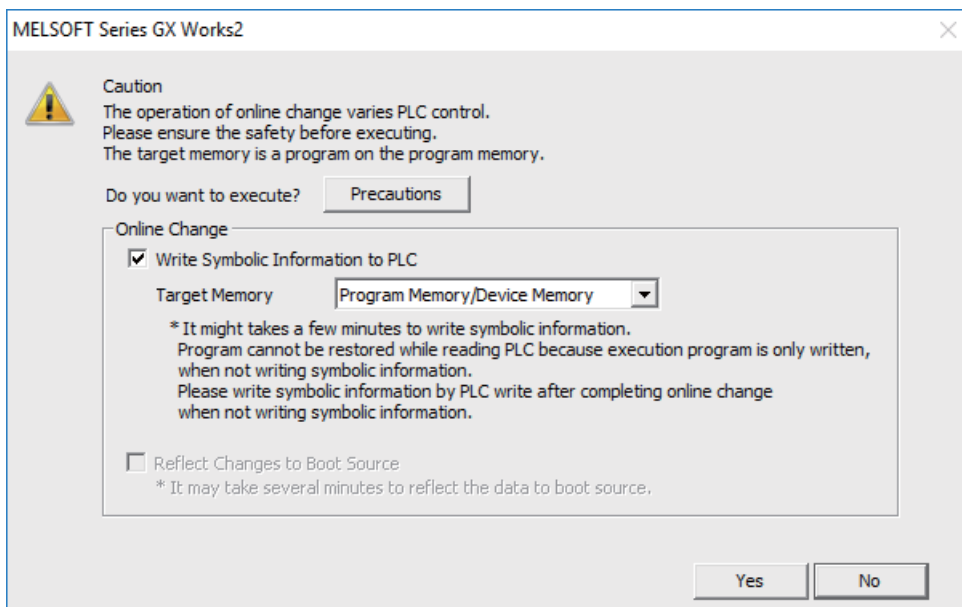 MELSOFT Series GX Works2
Caution
The operation of online change varies PLC control.
Please ensure the safety before executing.
The target memory is a program on the program memory.
Do you want to execute? Precautions
Online Change
Write Symbolic Information to PLC
Target Memory Program Memory/Device Memory
* It might takes a few minutes to write symbolic information.
Program cannot be restored while reading PLC because execution program is only written,
when not writing symbolic information.
Please write symbolic information by PLC write after completing online change
when not writing symbolic information.
Reflect Changes to Boot Source
* It may take several minutes to reflect the data to boot source.
Yes No